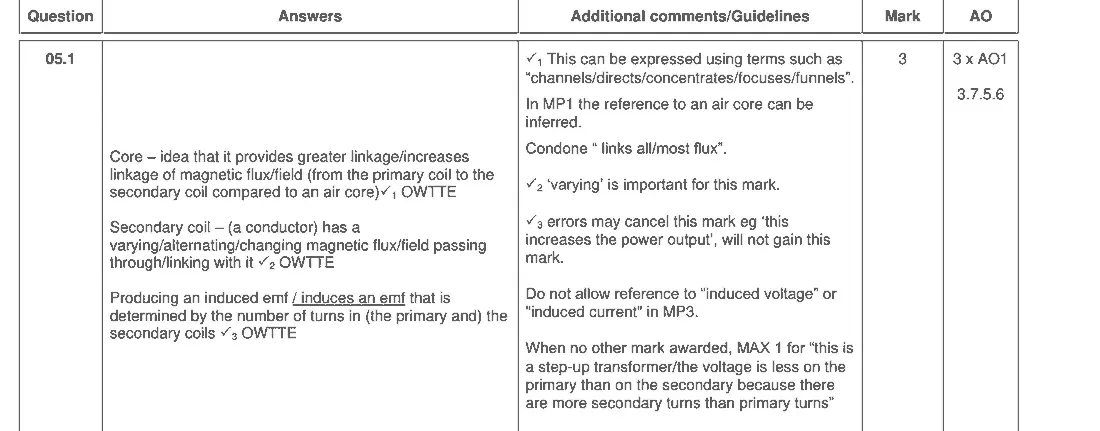 Question Answers Additional comments/Guidelines Mark AO
05.1
Core – idea that it provides greater linkage/increases
linkage of magnetic flux/field (from the primary coil to the
secondary coil compared to an air core)✓1 OWTTE
Secondary coil – (a conductor) has a
varying/alternating/changing magnetic flux/field passing
through/linking with it ✓2 OWTTE
Producing an induced emf / induces an emf that is
determined by the number of turns in (the primary and) the
secondary coils ✓3 OWTTE
✓1 This can be expressed using terms such as
“channels/directs/concentrates/focuses/funnels”.
In MP1 the reference to an air core can be
inferred.
Condone “ links all/most flux”.
✓2 ‘varying’ is important for this mark.
✓3 errors may cancel this mark eg ‘this
increases the power output’, will not gain this
mark.
Do not allow reference to “induced voltage” or
"induced current” in MP3.
When no other mark awarded, MAX 1 for “this is
a step-up transformer/the voltage is less on the
primary than on the secondary because there
are more secondary turns than primary turns”
3
3 x AO1
3.7.5.6